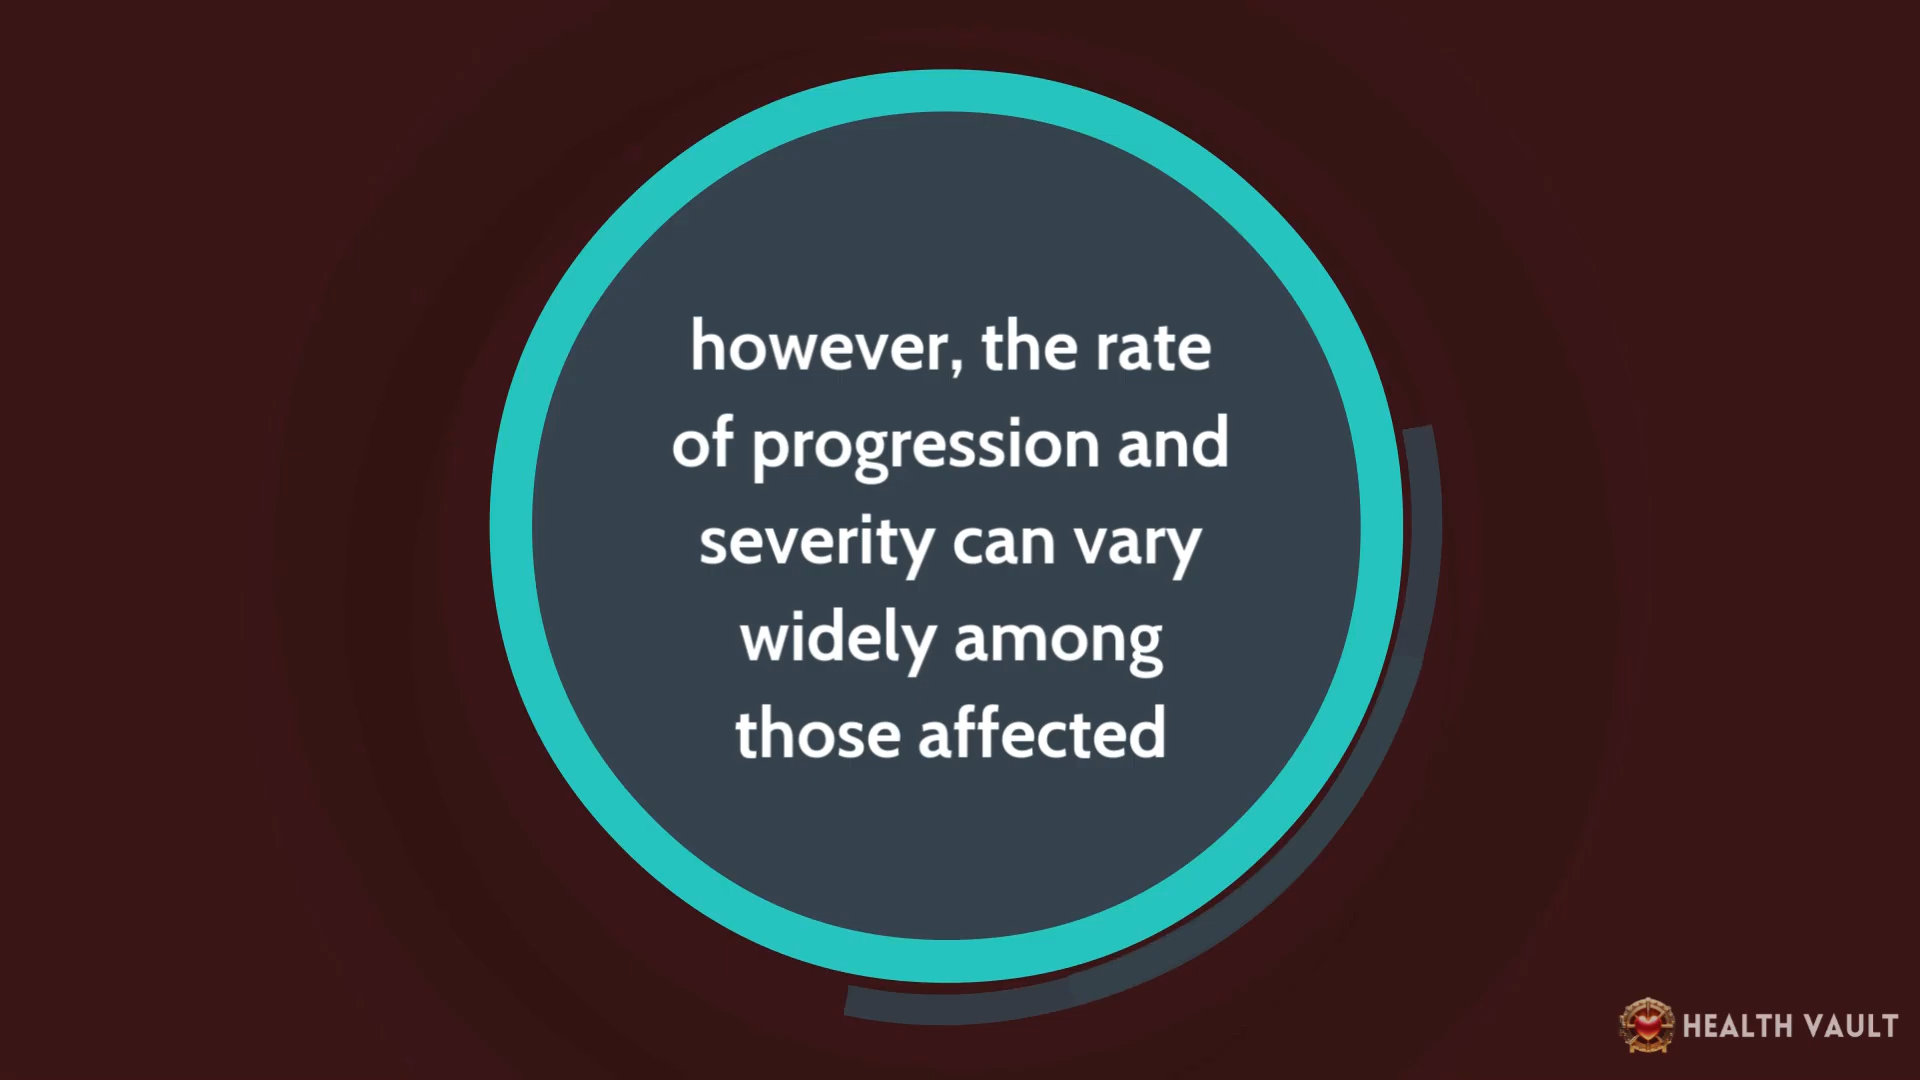 however, the rate
of progression and
severity can vary
widely among
those affected
HEALTH VAULT